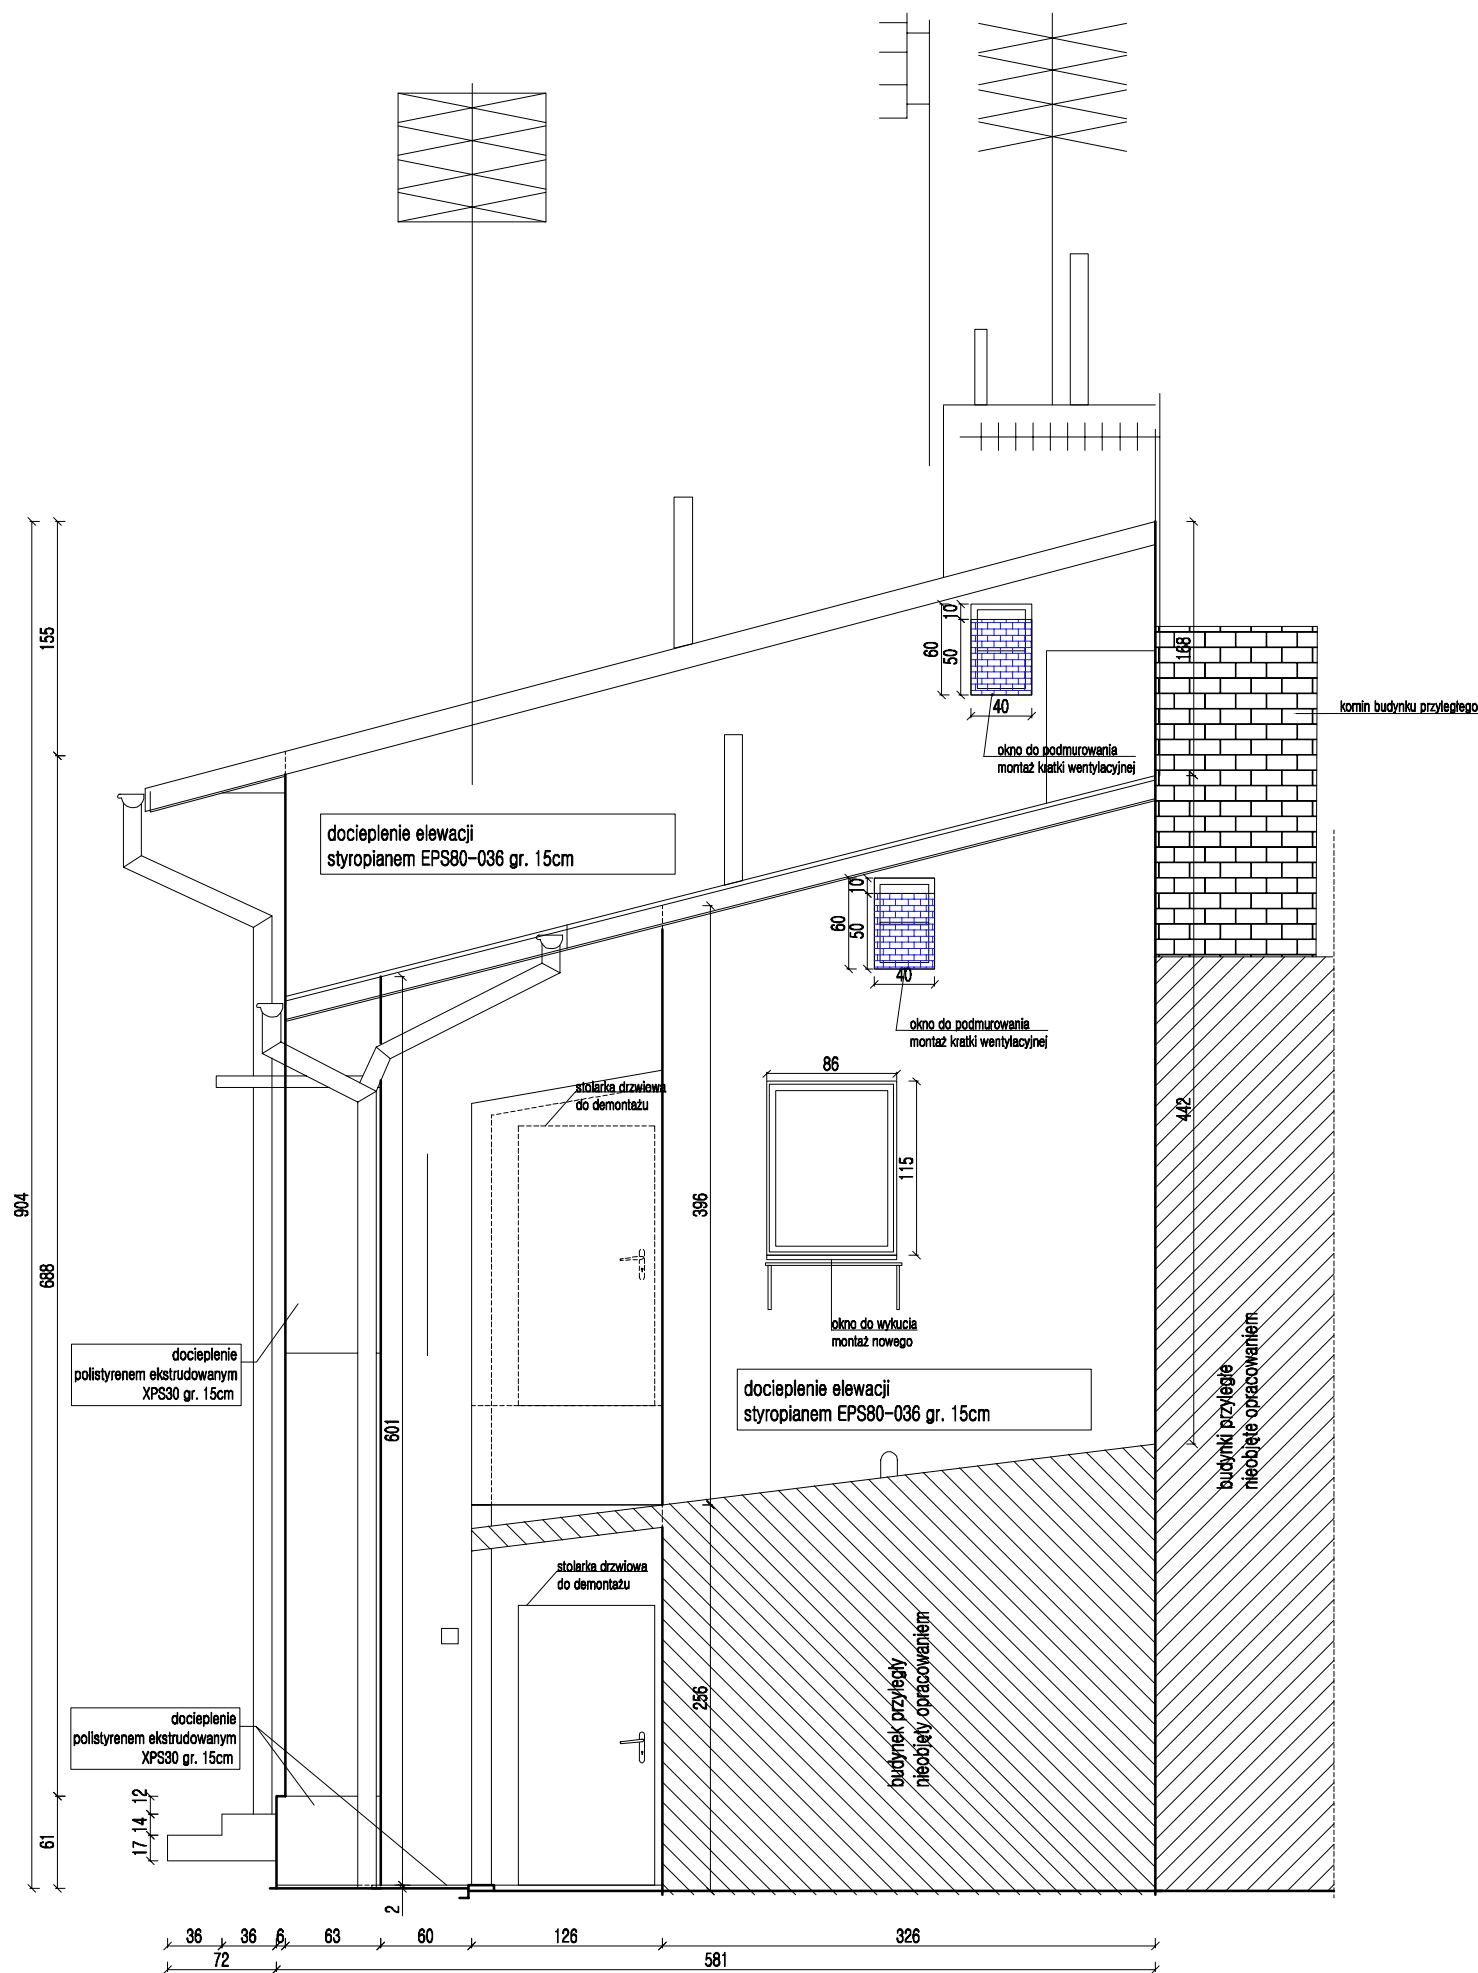 155
168
10
60
50
40
komin budynku przyległego
okno do podmurowania
montaż kratki wentylacyjnej
docieplenie elewacji
styropianem EPS80-036 gr. 15cm
10
60
50
40
okno do podmurowania
montaż kratki wentylacyjnej
86
stolarka drzwiowa
do demontażu
442
115
904
396
688
okno do wykucia
montaż nowego
docieplenie
polistyrenem ekstrudowanym
XPS30 gr. 15cm
docieplenie elewacji
styropianem EPS80-036 gr. 15cm
601
budynki przyległe
nieobjęte opracowaniem
stolarka drzwiowa
do demontażu
256
budynek przyległy
nieobjęty opracowaniem
docieplenie
polistyrenem ekstrudowanym
XPS30 gr. 15cm
12
14
17
61
2
36
36
6
63
60
126
326
72
581